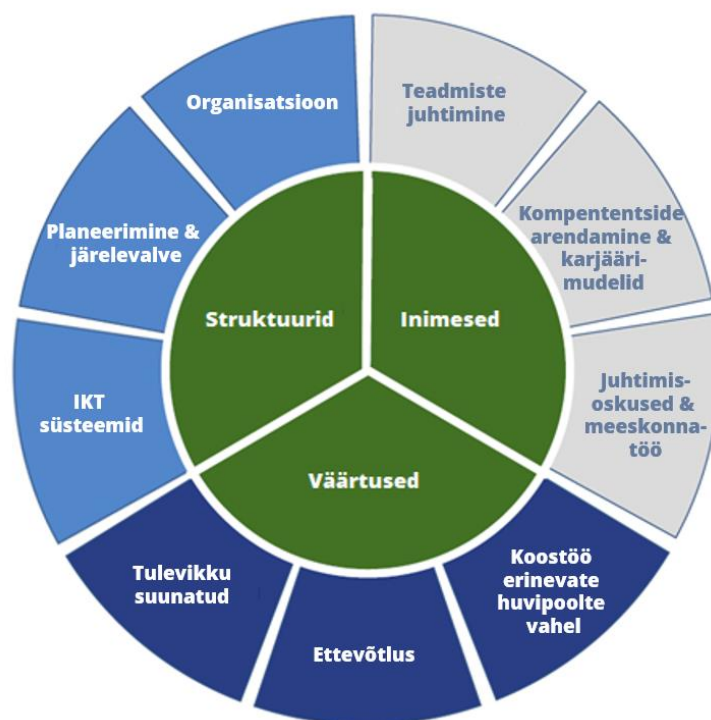 Organisatsioon
Teadmiste
juhtimine
Planeerimine &
järelevalve
Kompententside
arendamine &
karjääri-
mudelid
Struktuurid
Inimesed
IKT
süsteemid
Juhtimis-
oskused &
meeskonna-
töö
Väärtused
Tulevikku
suunatud
Ettevõtlus
Koostöö
erinevate
huvipoolte
vahel